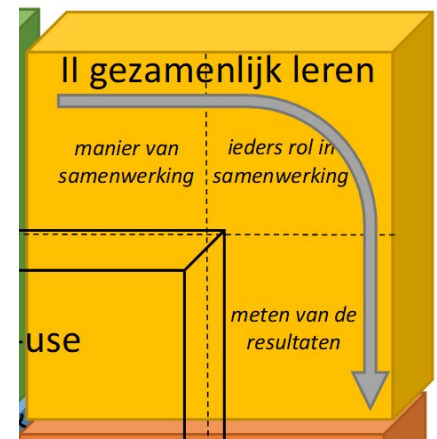 II gezamenlijk leren
manier van
samenwerking
ieders rol in
samenwerking
meten van de
resultaten
-use